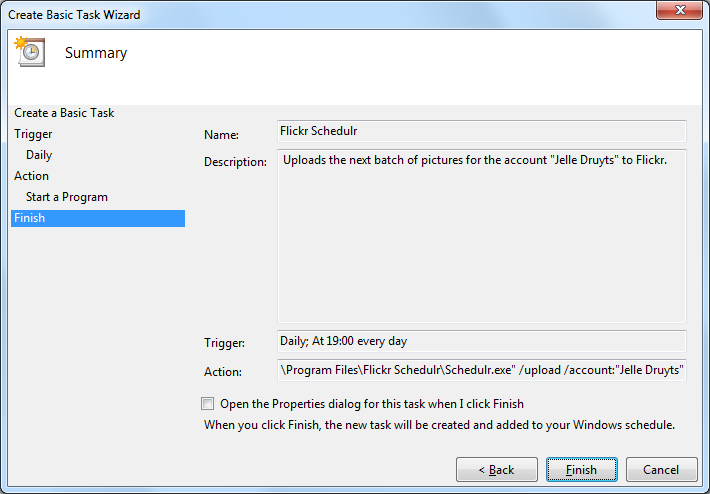 Create Basic Task Wizard
Summary
Create a Basic Task
Trigger
Daily
Action
Start a Program
Finish
Name:
Flickr Schedulr
Description:
Uploads the next batch of pictures for the account "Jelle Druyts" to Flickr.
Trigger:
Daily; At 19:00 every day
Action:
\Program Files\Flickr Schedulr\Schedulr.exe" /upload /account:"Jelle Druyts"
Open the Properties dialog for this task when I click Finish
When you click Finish, the new task will be created and added to your Windows schedule.
< Back
Finish
Cancel